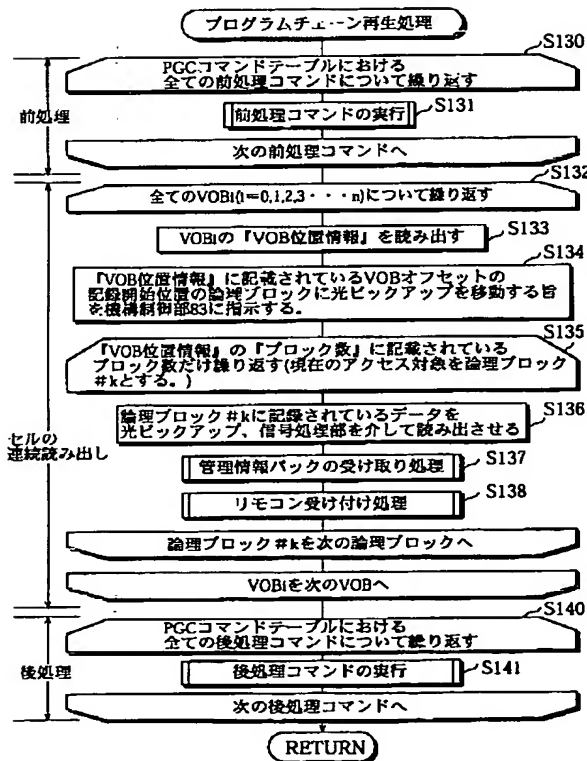 プログラムチェーン再生処理
S130
PGCコマンドテーブルにおける
全ての前処理コマンドについて繰り返す
前処理
前処理コマンドの実行
S131
次の前処理コマンドへ
S132
全てのVOBi(i=0,1,2,3・・・n)について繰り返す
S133
VOBiの『VOB位置情報』を読み出す
S134
『VOB位置情報』に記載されているVOBオフセットの
記録開始位置の論理ブロックに光ピックアップを移動する旨
を機構制御部83に指示する。
S135
『VOB位置情報』の『ブロック数』に記載されている
ブロック数だけ繰り返す(現在のアクセス対象を論理ブロック
#kとする。)
S136
論理ブロック#kに記録されているデータを
光ピックアップ、信号処理部を介して読み出させる
セルの
連続読み出し
S137
管理情報パックの受け取り処理
S138
リモコン受け付け処理
論理ブロック#kを次の論理ブロックへ
VOBiを次のVOBへ
S140
PGCコマンドテーブルにおける
全ての後処理コマンドについて繰り返す
後処理
後処理コマンドの実行
S141
次の後処理コマンドへ
RETURN